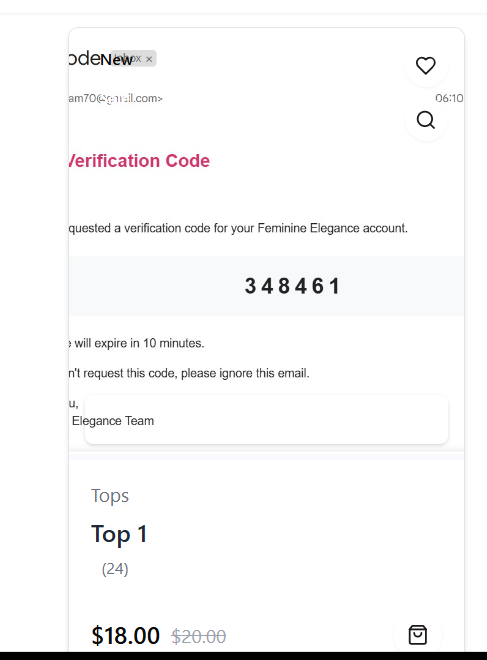 ode New Inbox ×
am70@gmail.com> 06:10
Verification Code
quested a verification code for your Feminine Elegance account.
348461
e will expire in 10 minutes.
n't request this code, please ignore this email.
u,
Elegance Team
Tops
Top 1
(24)
$18.00 $20.00